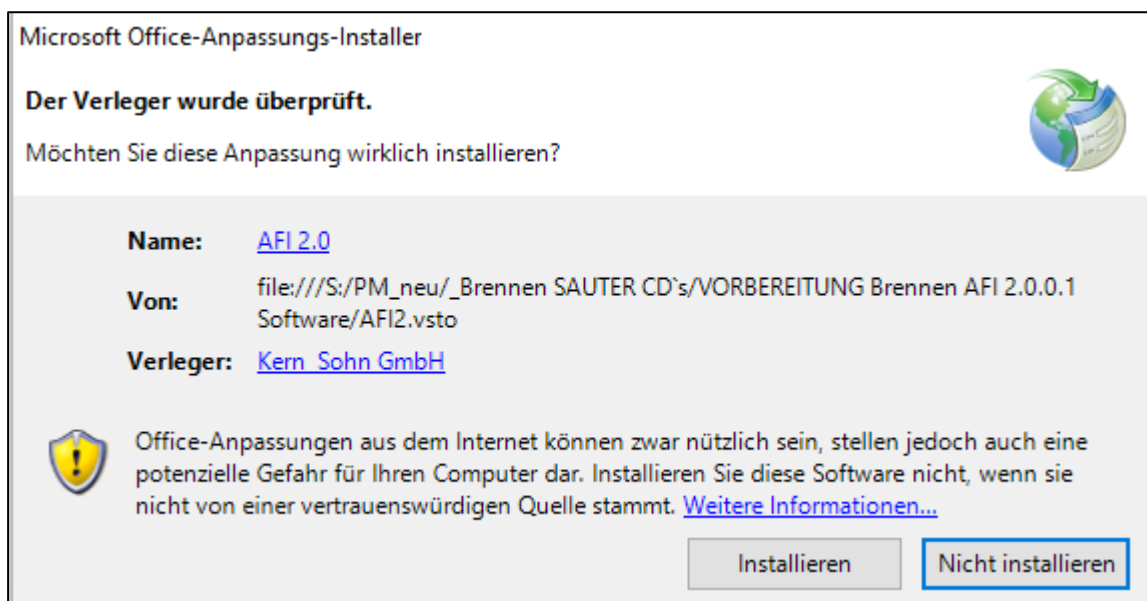 Microsoft Office-Anpassungs-Installer
Der Verleger wurde überprüft.
Möchten Sie diese Anpassung wirklich installieren?
Name: AFI 2.0
Von: file:///S:/PM_neu/_Brennen SAUTER CD`s/VORBEREITUNG Brennen AFI 2.0.0.1
Software/AFI2.vsto
Verleger: Kern  Sohn GmbH
Office-Anpassungen aus dem Internet können zwar nützlich sein, stellen jedoch auch eine
potenzielle Gefahr für Ihren Computer dar. Installieren Sie diese Software nicht, wenn sie
nicht von einer vertrauenswürdigen Quelle stammt. Weitere Informationen...
Installieren Nicht installieren